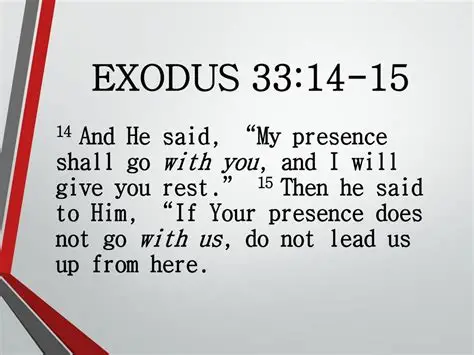 EXODUS 33:14-15
14 And He said, “My presence
shall go with you, and I will
give you rest.” 15 Then he said
to Him, “If Your presence does
not go with us, do not lead us
up from here.